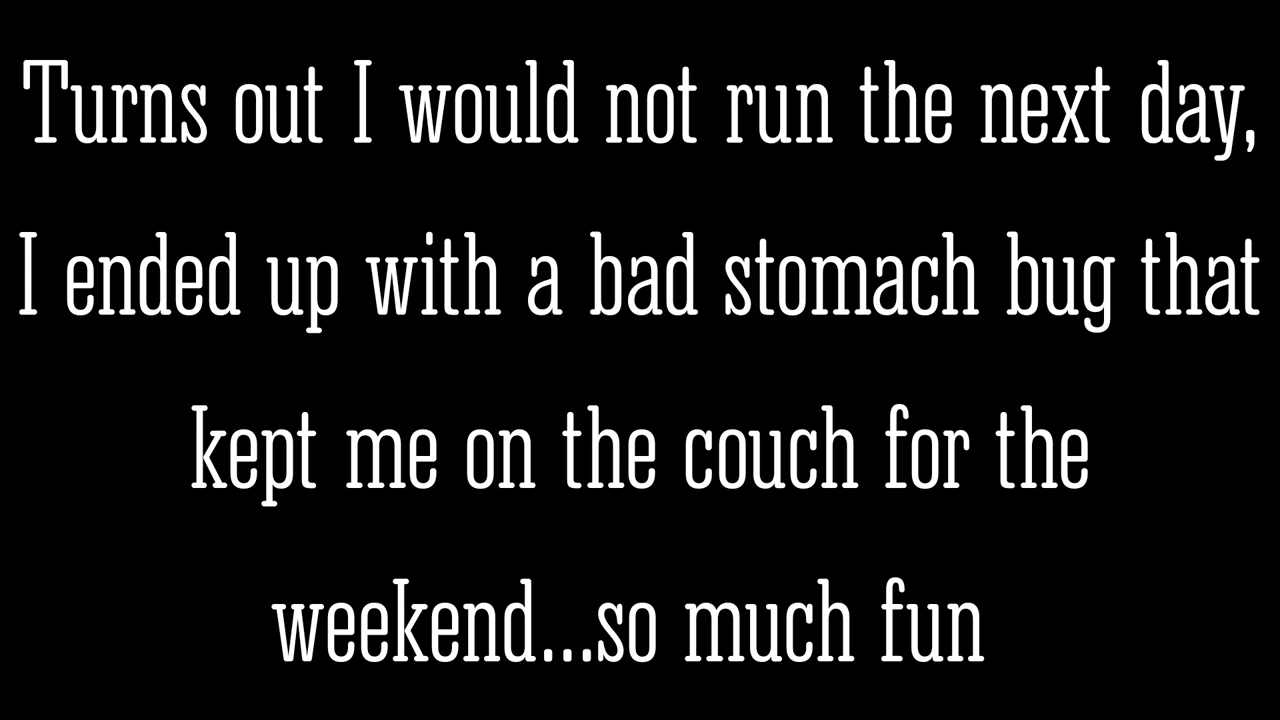 Turns out I would not run the next day,
I ended up with a bad stomach bug that
kept me on the couch for the
weekend...so much fun